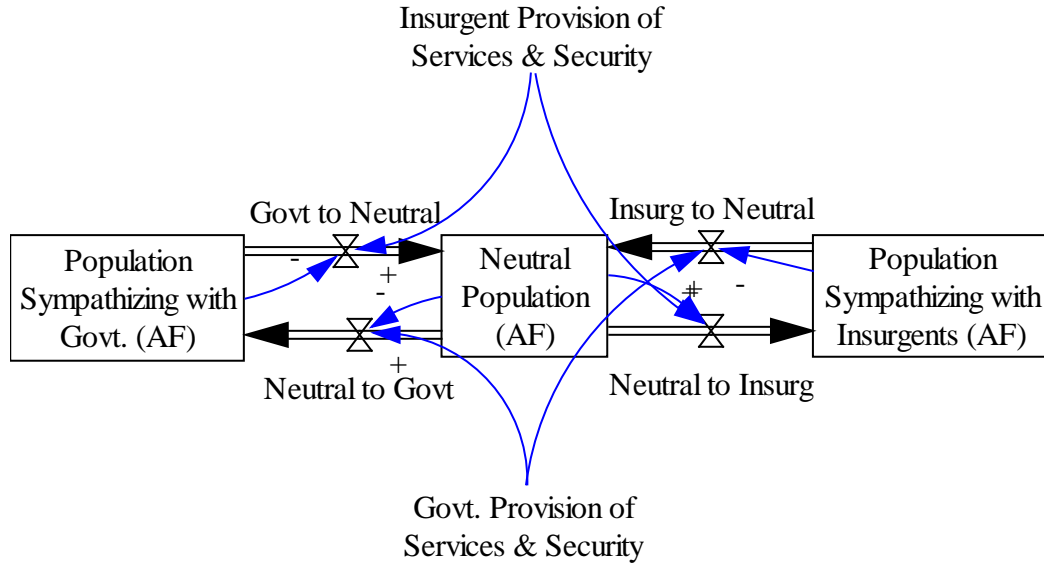 Insurgent Provision of
Services & Security
Govt to Neutral
Insurg to Neutral
Population
Sympathizing with
Govt. (AF)
Neutral
Population
(AF)
Population
Sympathizing with
Insurgents (AF)
-
+
-
+
+
+
-
Neutral to Govt
Neutral to Insurg
Govt. Provision of
Services & Security